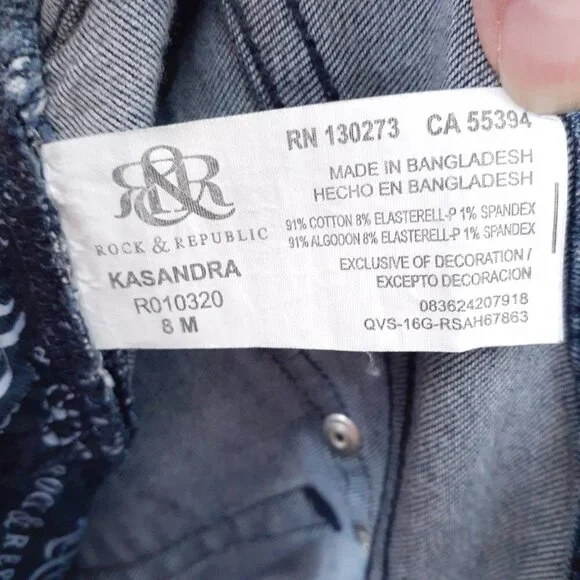 R&R
ROCK & REPUBLIC
KASANDRA
R010320
8 M
RN 130273 CA 55394
MADE IN BANGLADESH
HECHO EN BANGLADESH
91% COTTON 8% ELASTERELL-P 1% SPANDEX
91% ALGODON 8% ELASTERELL-P 1% SPANDEX
EXCLUSIVE OF DECORATION /
EXCEPTO DECORACION
083624207918
QVS-16G-RSAH67863